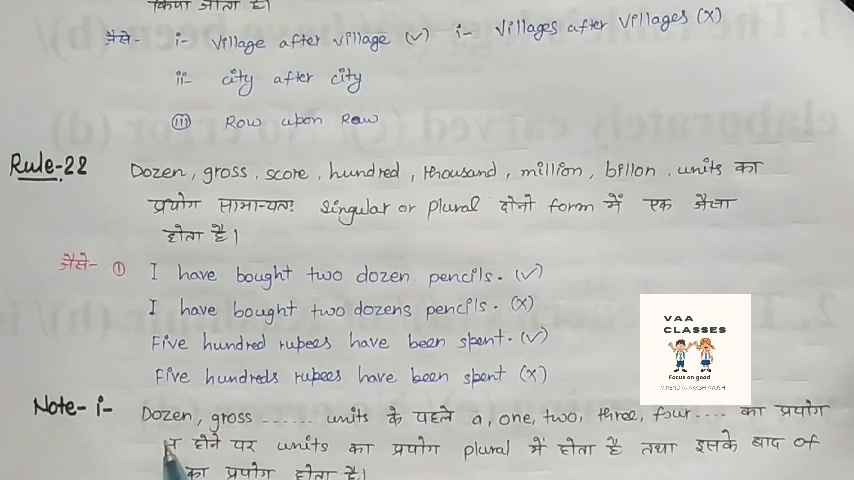 किया जाता है।
जैसे- i- Village after village (✓) i- Villages after villages (X)
ii- city after city
(iii) Row upon Row
Rule-22 Dozen, gross, score, hundred, thousand, million, billon, units का
प्रयोग सामान्यतः singular or plural दोनो form में एक जैसा
होता है।
जैसे- ① I have bought two dozen pencils. (✓)
I have bought two dozens pencils. (X)
Five hundred rupees have been spent. (✓)
Five hundreds rupees have been spent (X)
VAA
CLASSES
Focus on good
Note- i- Dozen, gross ...... units के पहले a, one, two, three, four .... का प्रयोग
न होने पर units का प्रयोग plural में होता है तथा इसके बाद of
का प्रयोग होता है।